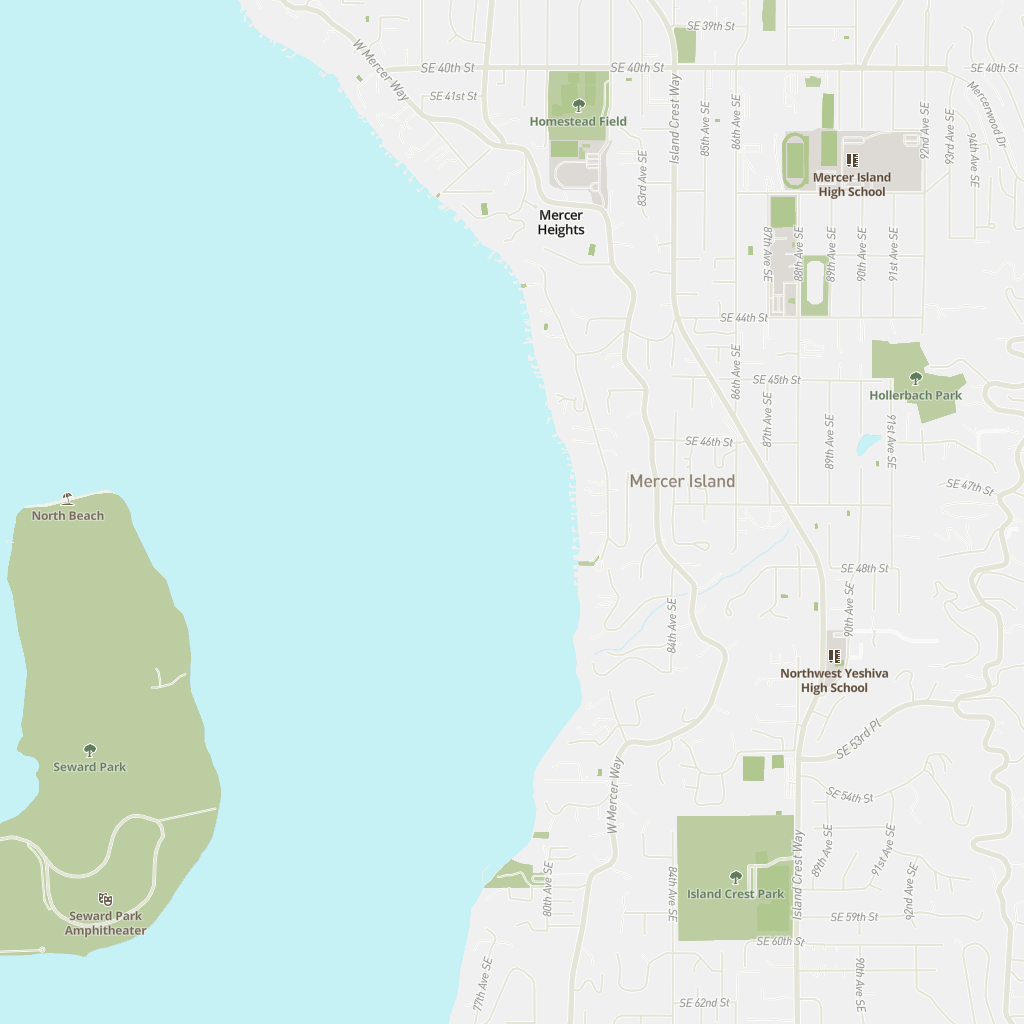 SE 39th St
W Mercer Way
SE 40th St
SE 40th St
SE 40th St
SE 41st St
Island Crest Way
85th Ave SE
86th Ave SE
Mercerwood Dr
Homestead Field
92nd Ave SE
93rd Ave SE
94th Ave SE
83rd Ave SE
Mercer Island
High School
Mercer
Heights
87th Ave SE
88th Ave SE
89th Ave SE
90th Ave SE
91st Ave SE
SE 44th St
86th Ave SE
SE 45th St
Hollerbach Park
87th Ave SE
89th Ave SE
91st Ave SE
SE 46th St
Mercer Island
SE 47th St
North Beach
SE 48th St
84th Ave SE
90th Ave SE
Northwest Yeshiva
High School
SE 53rd Pl
Seward Park
W Mercer Way
SE 54th St
Island Crest Way
89th Ave SE
91st Ave SE
80th Ave SE
84th Ave SE
Island Crest Park
92nd Ave SE
Seward Park
Amphitheater
SE 59th St
SE 60th St
77th Ave SE
90th Ave SE
SE 62nd St